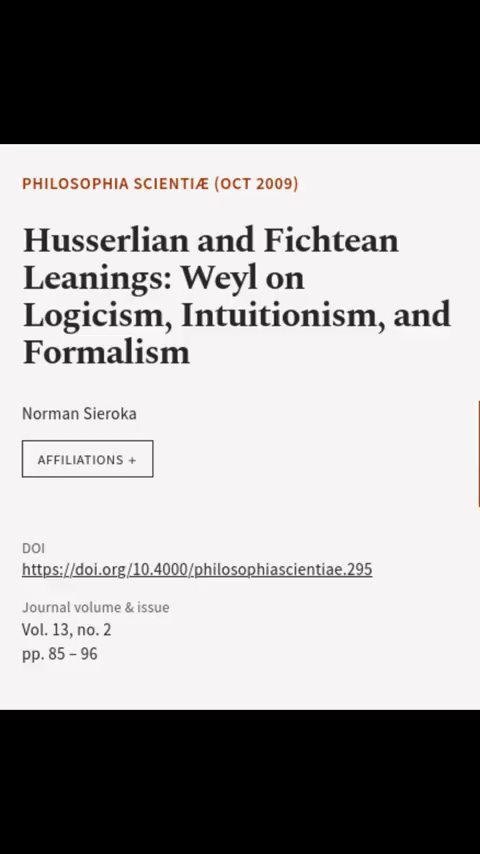 PHILOSOPHIA SCIENTIÆ (OCT 2009)
Husserlian and Fichtean
Leanings: Weyl on
Logicism, Intuitionism, and
Formalism
Norman Sieroka
AFFILIATIONS +
DOI
https://doi.org/10.4000/philosophiascientiae.295
Journal volume & issue
Vol. 13, no. 2
pp. 85 – 96